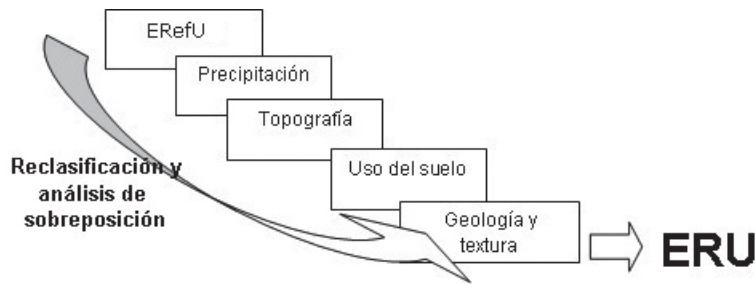 ERefU
Precipitación
Topografía
Uso del suelo
Reclasificación y
análisis de
sobreposición
Geología y
textura
ERU